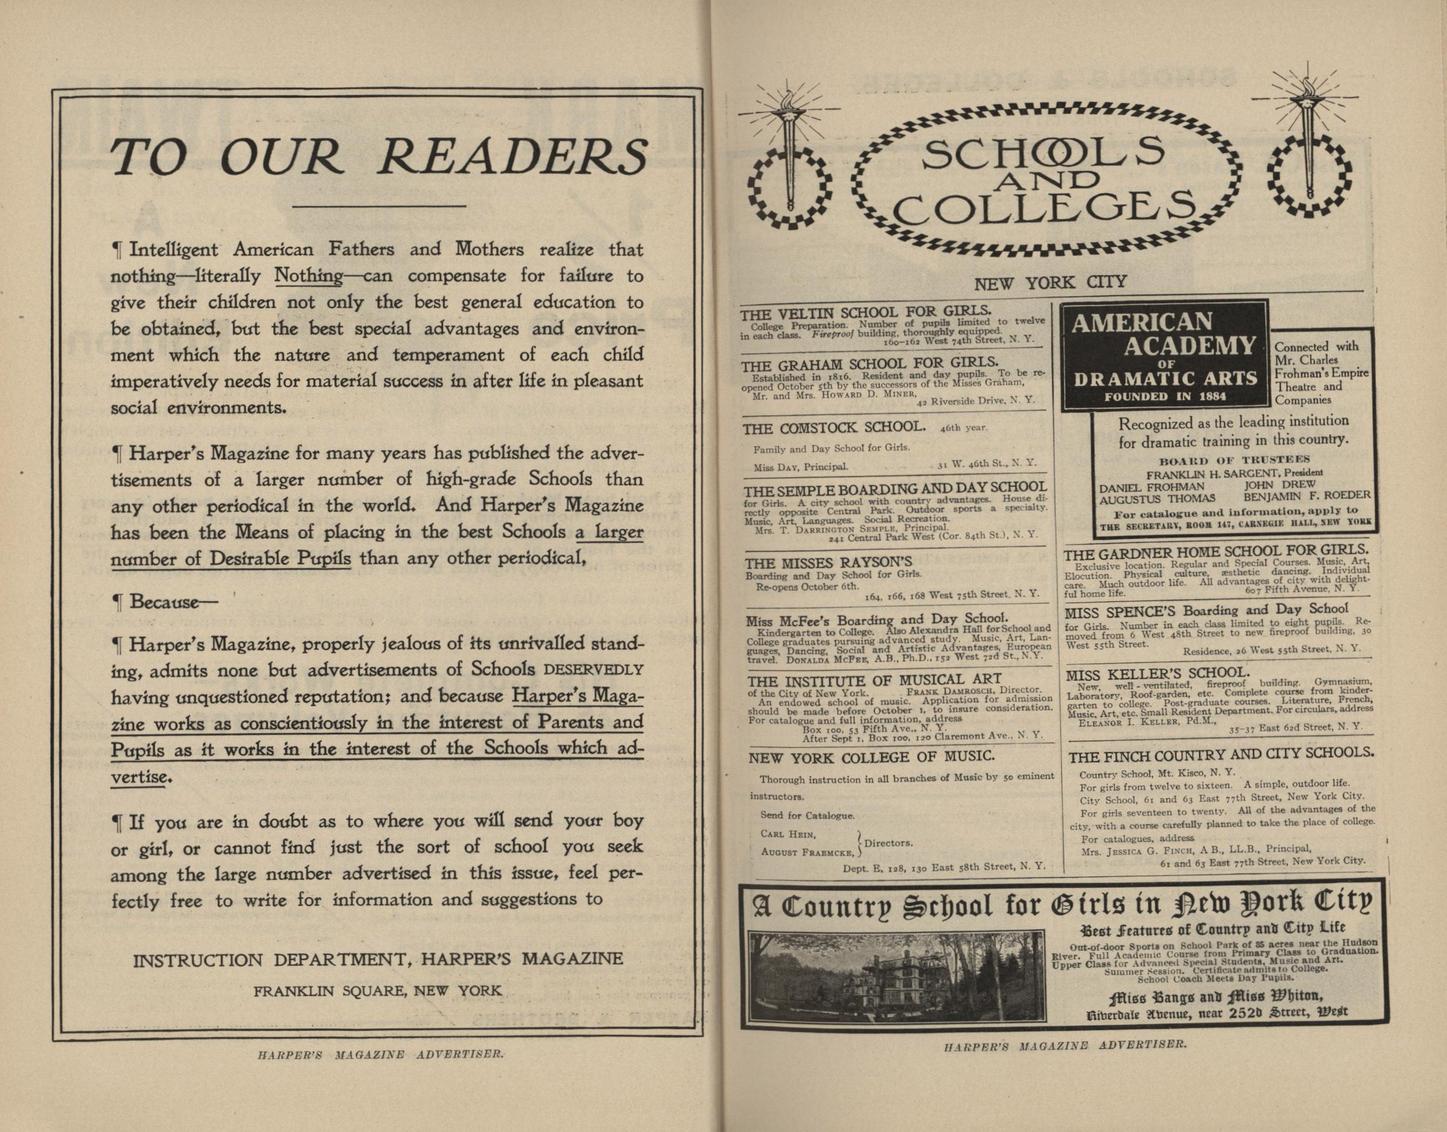 TO OUR READERS
¶ Intelligent American Fathers and Mothers realize that
nothing—literally Nothing—can compensate for failure to
give their children not only the best general education to
be obtained, but the best special advantages and environ-
ment which the nature and temperament of each child
imperatively needs for material success in after life in pleasant
social environments.
¶ Harper's Magazine for many years has published the adver-
tisements of a larger number of high-grade Schools than
any other periodical in the world. And Harper's Magazine
has been the Means of placing in the best Schools a larger
number of Desirable Pupils than any other periodical,
¶ Because—
¶ Harper's Magazine, properly jealous of its unrivalled stand-
ing, admits none but advertisements of Schools DESERVEDLY
having unquestioned reputation; and because Harper's Maga-
zine works as conscientiously in the interest of Parents and
Pupils as it works in the interest of the Schools which ad-
vertise.
¶ If you are in doubt as to where you will send your boy
or girl, or cannot find just the sort of school you seek
among the large number advertised in this issue, feel per-
fectly free to write for information and suggestions to
INSTRUCTION DEPARTMENT, HARPER'S MAGAZINE
FRANKLIN SQUARE, NEW YORK
HARPER'S MAGAZINE ADVERTISER.
SCHOOLS
AND
COLLEGES
NEW YORK CITY
THE VELTIN SCHOOL FOR GIRLS.
College Preparation. Number of pupils limited to twelve
in each class. Fireproof building, thoroughly equipped.
160-162 West 74th Street, N. Y.
THE GRAHAM SCHOOL FOR GIRLS.
Established in 1816. Resident and day pupils. To be re-
opened October 5th by the successors of the Misses Graham,
Mr. and Mrs. HOWARD D. MINER,
42 Riverside Drive, N. Y.
THE COMSTOCK SCHOOL. 46th year.
Family and Day School for Girls.
Miss DAY, Principal. 31 W. 46th St., N. Y.
THE SEMPLE BOARDING AND DAY SCHOOL
for Girls. A city school with country advantages. House di-
rectly opposite Central Park. Outdoor sports a specialty.
Music, Art, Languages. Social Recreation.
Mrs. T. DARRINGTON SEMPLE, Principal.
241 Central Park West (Cor. 84th St.), N. Y.
THE MISSES RAYSON'S
Boarding and Day School for Girls.
Re-opens October 6th.
164, 166, 168 West 75th Street, N. Y.
Miss McFee's Boarding and Day School.
Kindergarten to College. Also Alexandra Hall for School and
College graduates pursuing advanced study. Music, Art, Lan-
guages, Dancing, Social and Artistic Advantages, European
travel. DONALDA MCFEE, A.B., Ph.D., 152 West 72d St., N.Y.
THE INSTITUTE OF MUSICAL ART
of the City of New York. FRANK DAMROSCH, Director.
An endowed school of music. Application for admission
should be made before October 1, to insure consideration.
For catalogue and full information, address
Box 100, 53 Fifth Ave., N. Y.
After Sept 1, Box 100, 120 Claremont Ave., N. Y.
NEW YORK COLLEGE OF MUSIC.
Thorough instruction in all branches of Music by 50 eminent
instructors.
Send for Catalogue.
CARL HEIN,
AUGUST FRAEMCKE, } Directors.
Dept. E, 128, 130 East 58th Street, N. Y.
AMERICAN
ACADEMY
OF
DRAMATIC ARTS
FOUNDED IN 1884
Connected with
Mr. Charles
Frohman's Empire
Theatre and
Companies
Recognized as the leading institution
for dramatic training in this country.
BOARD OF TRUSTEES
FRANKLIN H. SARGENT, President
DANIEL FROHMAN JOHN DREW
AUGUSTUS THOMAS BENJAMIN F. ROEDER
For catalogue and information, apply to
THE SECRETARY, ROOM 147, CARNEGIE HALL, NEW YORK
THE GARDNER HOME SCHOOL FOR GIRLS.
Exclusive location. Regular and Special Courses. Music, Art,
Elocution. Physical culture, æsthetic dancing. Individual
care. Much outdoor life. All advantages of city with delight-
ful home life. 607 Fifth Avenue, N. Y.
MISS SPENCE'S Boarding and Day School
for Girls. Number in each class limited to eight pupils. Re-
moved from 6 West 48th Street to new fireproof building, 30
West 55th Street. Residence, 26 West 55th Street, N. Y.
MISS KELLER'S SCHOOL.
New, well-ventilated, fireproof building. Gymnasium,
Laboratory, Roof-garden, etc. Complete course from kinder-
garten to college. Post-graduate courses. Literature, French,
Music, Art, etc. Small Resident Department. For circulars, address
ELEANOR I. KELLER, Pd.M.,
35-37 East 62d Street, N. Y.
THE FINCH COUNTRY AND CITY SCHOOLS.
Country School, Mt. Kisco, N. Y.
For girls from twelve to sixteen. A simple, outdoor life.
City School, 61 and 63 East 77th Street, New York City.
For girls seventeen to twenty. All of the advantages of the
city, with a course carefully planned to take the place of college.
For catalogues, address
Mrs. JESSICA G. FINCH, A.B., LL.B., Principal,
61 and 63 East 77th Street, New York City.
A Country School for Girls in New York City
Best Features of Country and City Life
Out-of-door Sports on School Park of 35 acres near the Hudson
River. Full Academic Course from Primary Class to Graduation.
Upper Class for Advanced Special Students, Music and Art.
Summer Session. Certificate admits to College.
School Coach Meets Day Pupils.
Miss Bangs and Miss Whiton,
Riverdale Avenue, near 252d Street, West
HARPER'S MAGAZINE ADVERTISER.